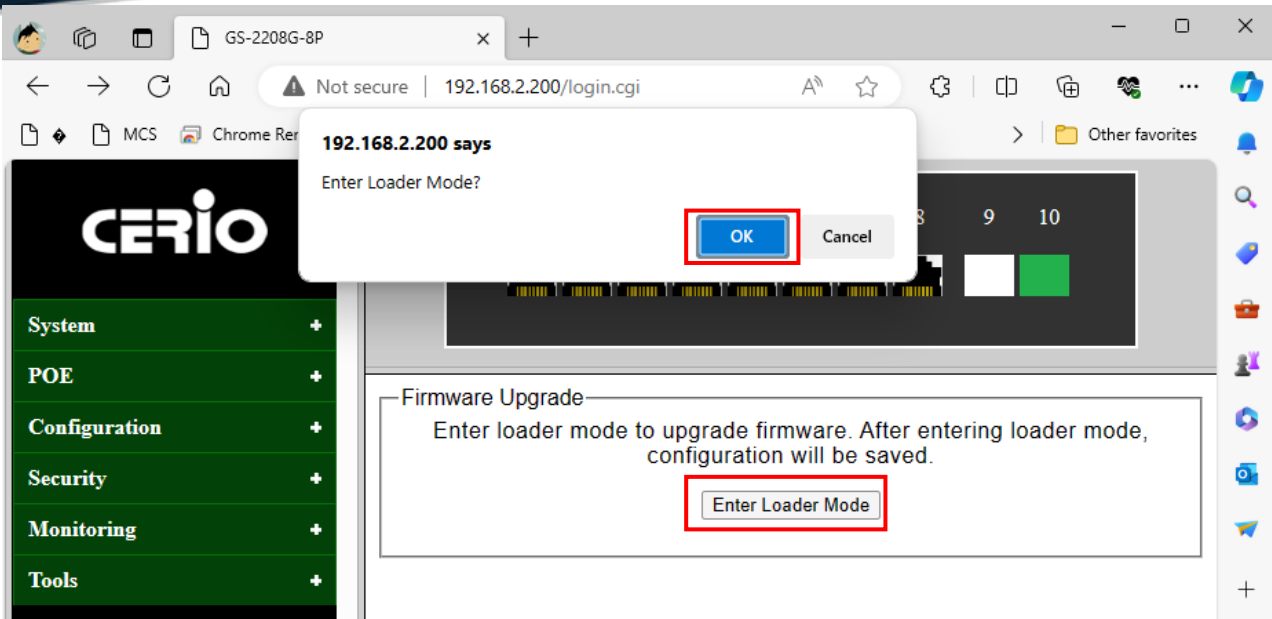 GS-2208G-8P
Not secure 192.168.2.200/login.cgi
MCS Chrome Rer Other favorites
192.168.2.200 says
Enter Loader Mode?
OK Cancel
CERIO
8 9 10
System +
POE +
Configuration +
Security +
Monitoring +
Tools +
Firmware Upgrade
Enter loader mode to upgrade firmware. After entering loader mode,
configuration will be saved.
Enter Loader Mode